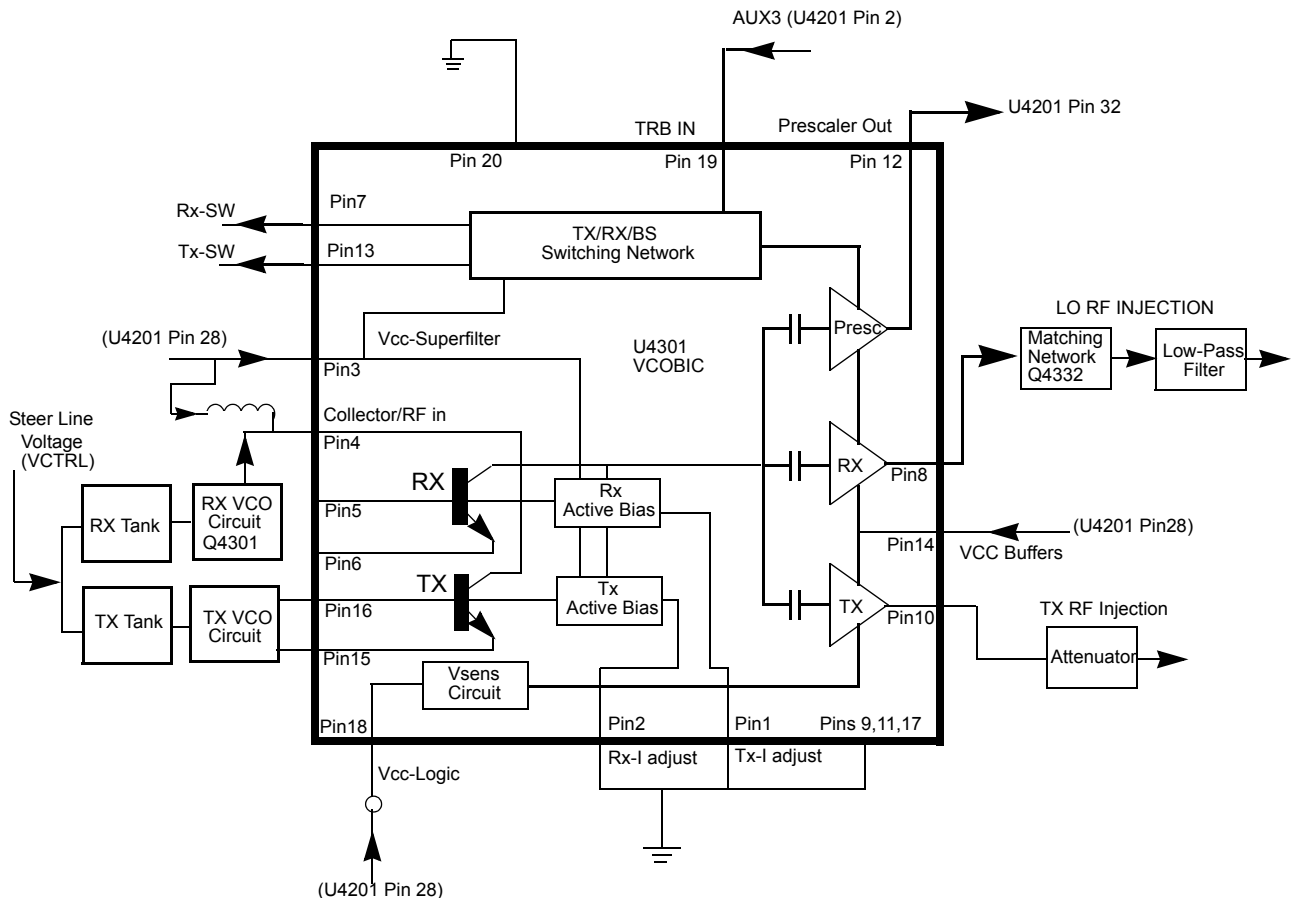 AUX3 (U4201 Pin 2)
U4201 Pin 32
TRB IN
Prescaler Out
Pin 20
Pin 19
Pin 12
Pin7
Rx-SW
TX/RX/BS
Switching Network
Tx-SW
Pin13
LO RF INJECTION
(U4201 Pin 28)
Vcc-Superfilter
U4301
VCOBIC
Presc
Matching
Network
Q4332
Low-Pass
Filter
Pin3
Steer Line
Voltage
(VCTRL)
Collector/RF in
Pin4
RX
RX
Pin8
Rx
Active Bias
RX Tank
RX VCO
Circuit
Q4301
Pin5
(U4201 Pin28)
Pin14
VCC Buffers
Pin6
TX
Tx
Active Bias
TX
TX Tank
TX VCO
Circuit
Pin16
Pin10
TX RF Injection
Pin15
Attenuator
Vsens
Circuit
Pin18
Pin2
Pin1
Pins 9,11,17
Rx-I adjust
Tx-I adjust
Vcc-Logic
(U4201 Pin 28)